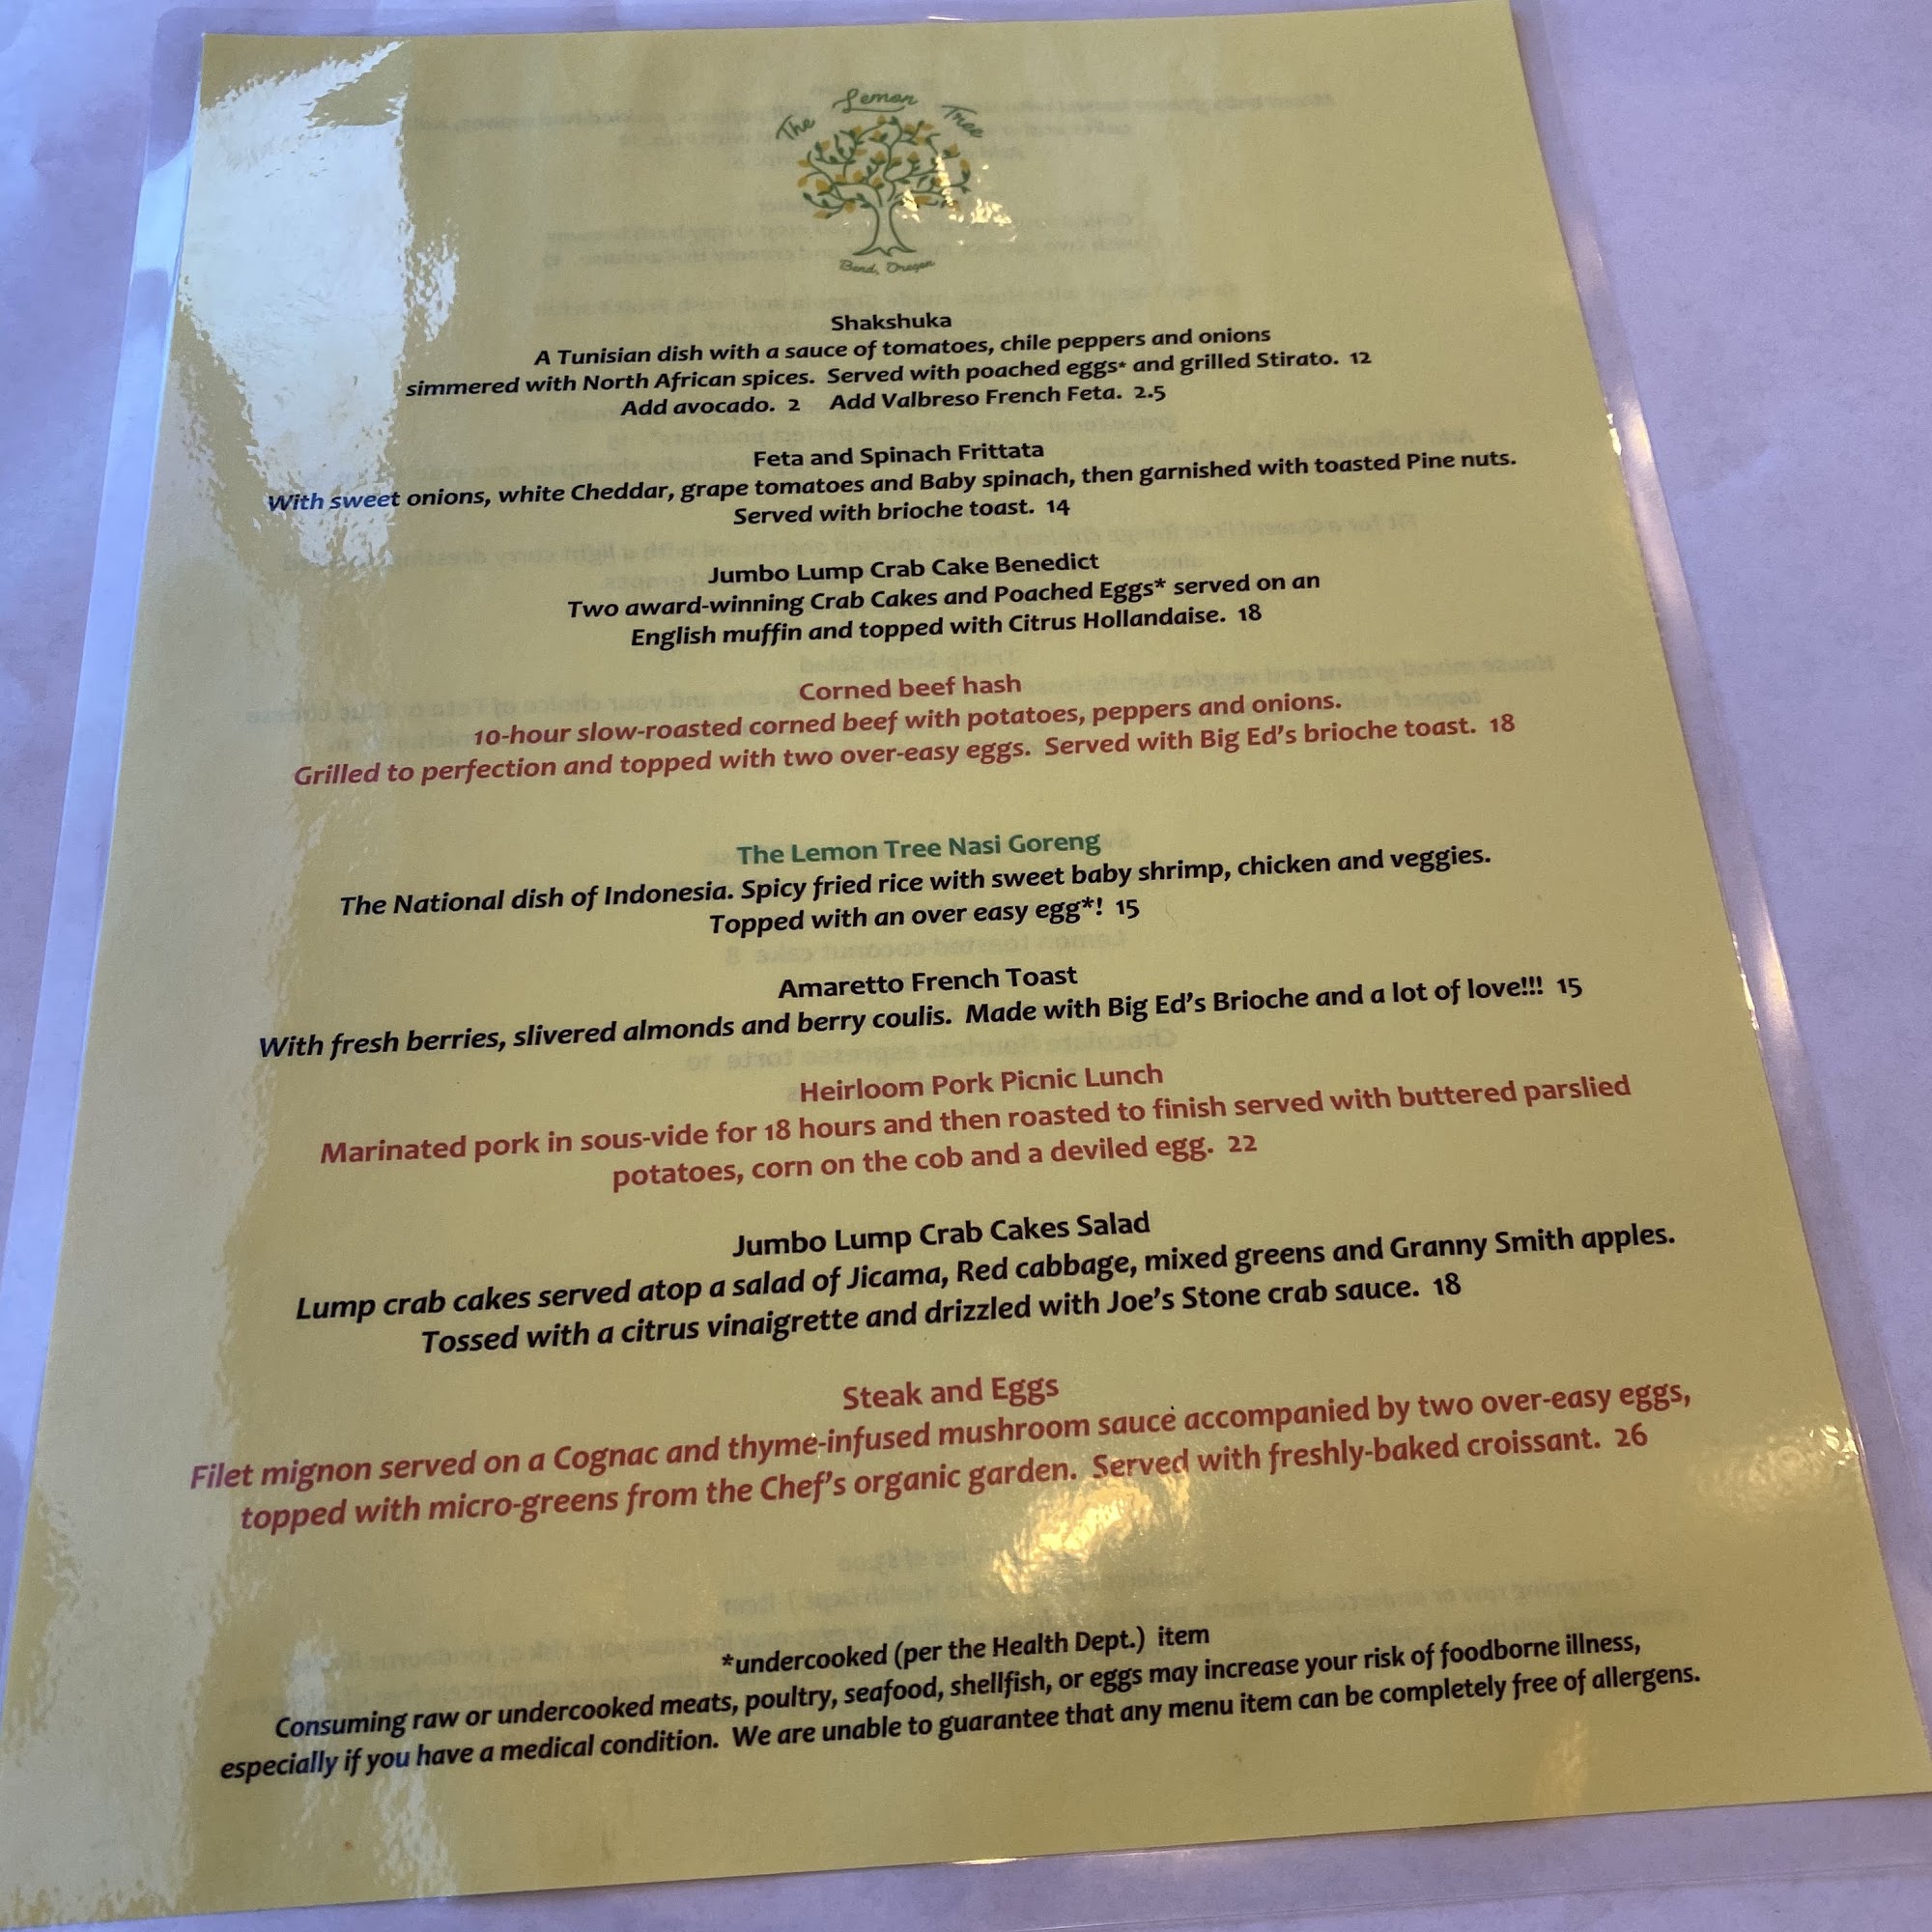 The Lemon Tree
Bend, Oregon
Shakshuka
A Tunisian dish with a sauce of tomatoes, chile peppers and onions
simmered with North African spices. Served with poached eggs* and grilled Stirato. 12
Add avocado. 2 Add Valbreso French Feta. 2.5
Feta and Spinach Frittata
With sweet onions, white Cheddar, grape tomatoes and Baby spinach, then garnished with toasted Pine nuts.
Served with brioche toast. 14
Jumbo Lump Crab Cake Benedict
Two award-winning Crab Cakes and Poached Eggs* served on an
English muffin and topped with Citrus Hollandaise. 18
Corned beef hash
10-hour slow-roasted corned beef with potatoes, peppers and onions.
Grilled to perfection and topped with two over-easy eggs. Served with Big Ed's brioche toast. 18
The Lemon Tree Nasi Goreng
The National dish of Indonesia. Spicy fried rice with sweet baby shrimp, chicken and veggies.
Topped with an over easy egg*! 15
Amaretto French Toast
With fresh berries, slivered almonds and berry coulis. Made with Big Ed's Brioche and a lot of love!!! 15
Heirloom Pork Picnic Lunch
Marinated pork in sous-vide for 18 hours and then roasted to finish served with buttered parslied
potatoes, corn on the cob and a deviled egg. 22
Jumbo Lump Crab Cakes Salad
Lump crab cakes served atop a salad of Jicama, Red cabbage, mixed greens and Granny Smith apples.
Tossed with a citrus vinaigrette and drizzled with Joe's Stone crab sauce. 18
Steak and Eggs
Filet mignon served on a Cognac and thyme-infused mushroom sauce accompanied by two over-easy eggs,
topped with micro-greens from the Chef's organic garden. Served with freshly-baked croissant. 26
*undercooked (per the Health Dept.) item
Consuming raw or undercooked meats, poultry, seafood, shellfish, or eggs may increase your risk of foodborne illness,
especially if you have a medical condition. We are unable to guarantee that any menu item can be completely free of allergens.